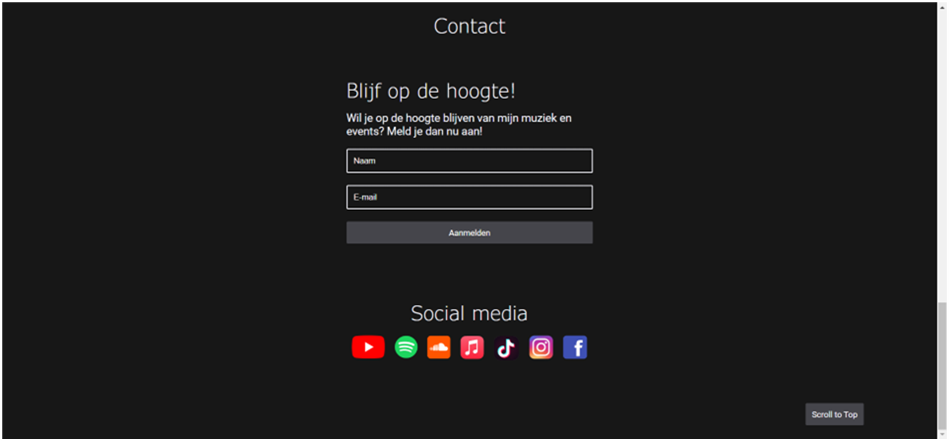 Contact
Blijf op de hoogte!
Wil je op de hoogte blijven van mijn muziek en
events? Meld je dan nu aan!
Naam
E-mail
Aanmelden
Social media
Scroll to Top